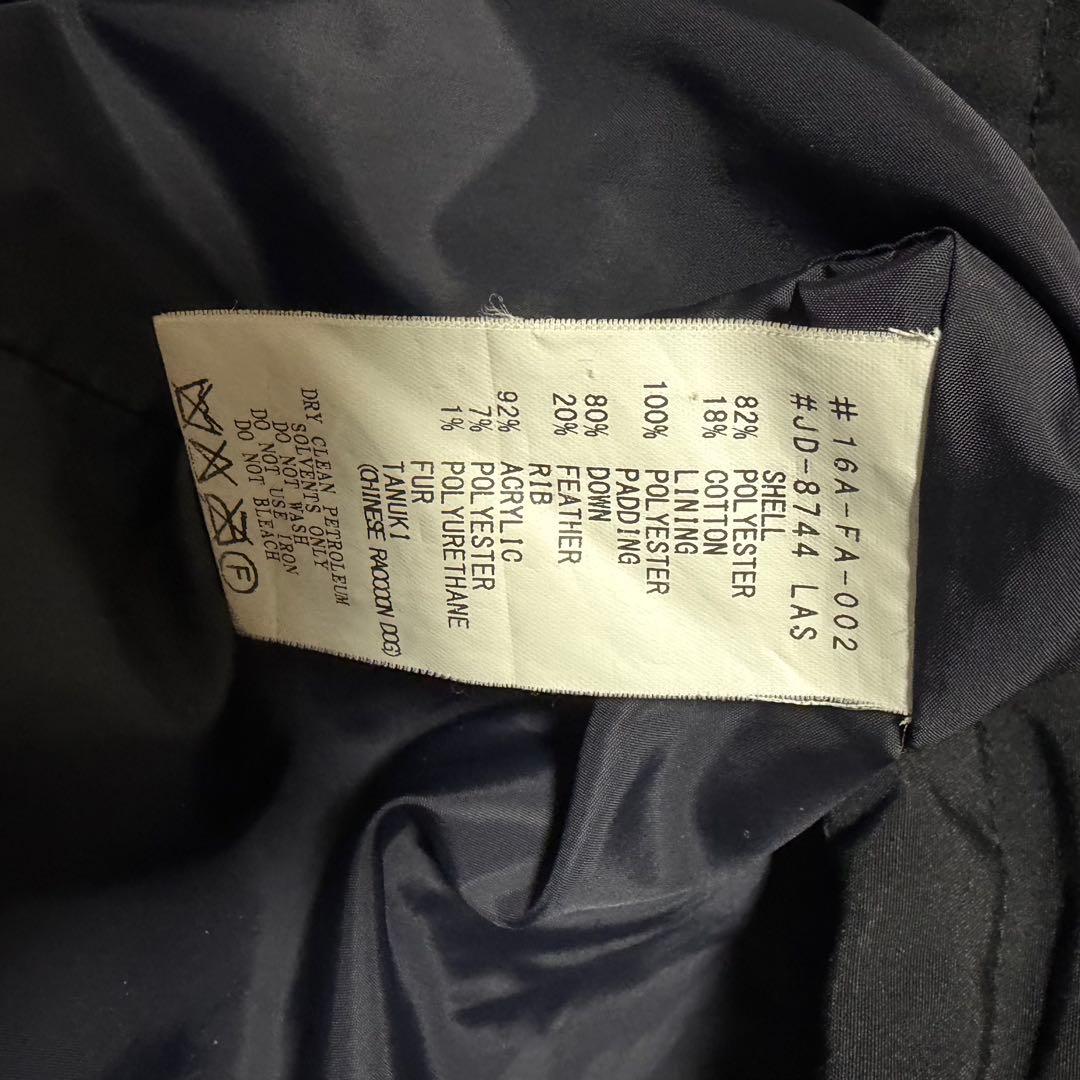 #16A-FA-002
#JD-8744 LAS
SHELL
82% POLYESTER
18% COTTON
LINING
100% POLYESTER
PADDING
80% DOWN
20% FEATHER
RIB
92% ACRYLIC
7% POLYESTER
1% POLYURETHANE
FUR
TANUKI
(CHINESE RACOOON DOG)
DRY CLEAN PETROLEUM
SOLVENTS ONLY
DO NOT WASH
DO NOT USE IRON
DO NOT BLEACH
F